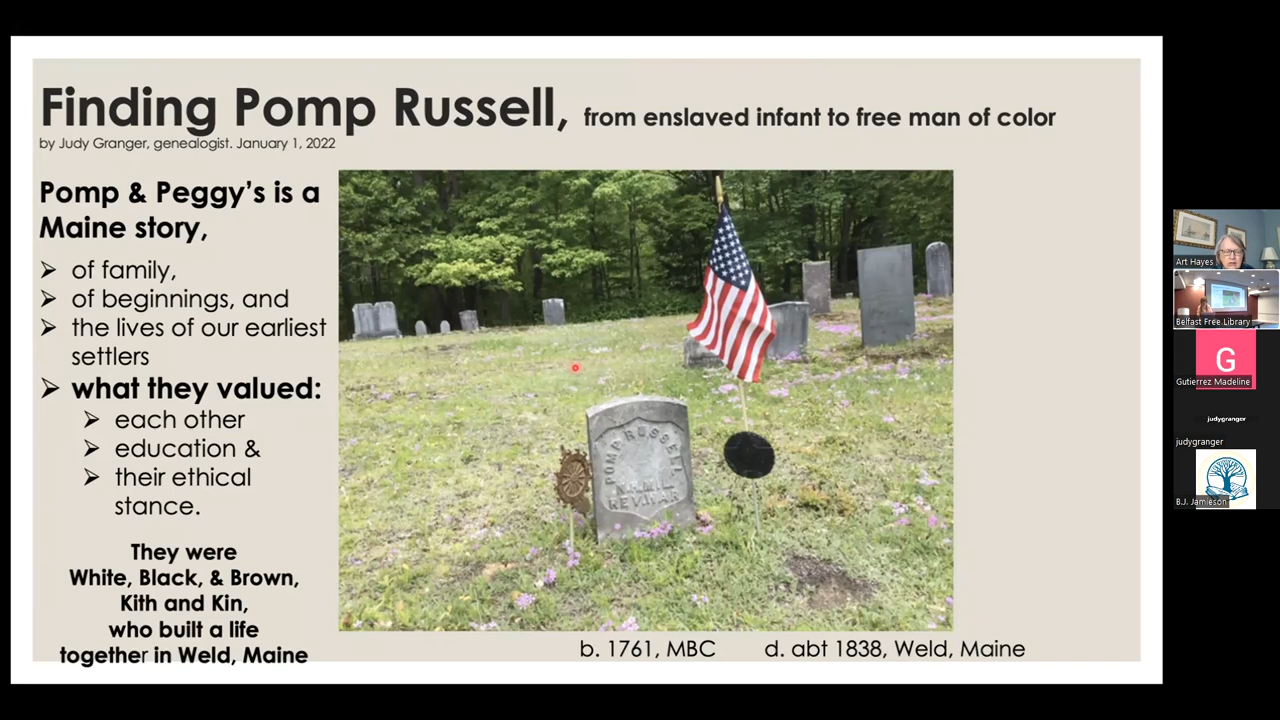 Finding Pomp Russell, from enslaved infant to free man of color
by Judy Granger, genealogist. January 1, 2022
Pomp & Peggy's is a
Maine story,
of family,
of beginnings, and
the lives of our earliest
settlers
what they valued:
each other
education &
their ethical
stance.
They were
White, Black, & Brown,
Kith and Kin,
who built a life
together in Weld, Maine
POMP RUSSELL
N.H.MIL.
REV.WAR
b. 1761, MBC
d. abt 1838, Weld, Maine
Art Hayes
Belfast Free Library
G
Gutierrez Madeline
judygranger
judygranger
B.J. Jamieson